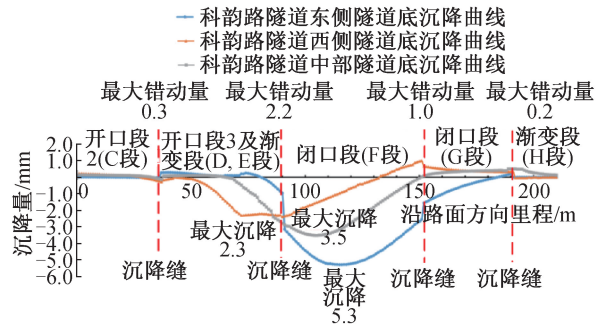 科韵路隧道东侧隧道底沉降曲线
科韵路隧道西侧隧道底沉降曲线
科韵路隧道中部隧道底沉降曲线
最大错动量
0.3
最大错动量
2.2
最大错动量
1.0
最大错动量
0.2
开口段
2(C段)
开口段3及渐
变段(D, E段)
闭口段(F段)
闭口段
(G段)
渐变段
(H段)
沉降量/mm
2.0
1.0
0
−1.0
−2.0
−3.0
−4.0
−5.0
−6.0
0
50
100
150
200
沿路面方向里程/m
最大沉降
2.3
最大沉降
3.5
最大
沉降
5.3
沉降缝
沉降缝
沉降缝
沉降缝